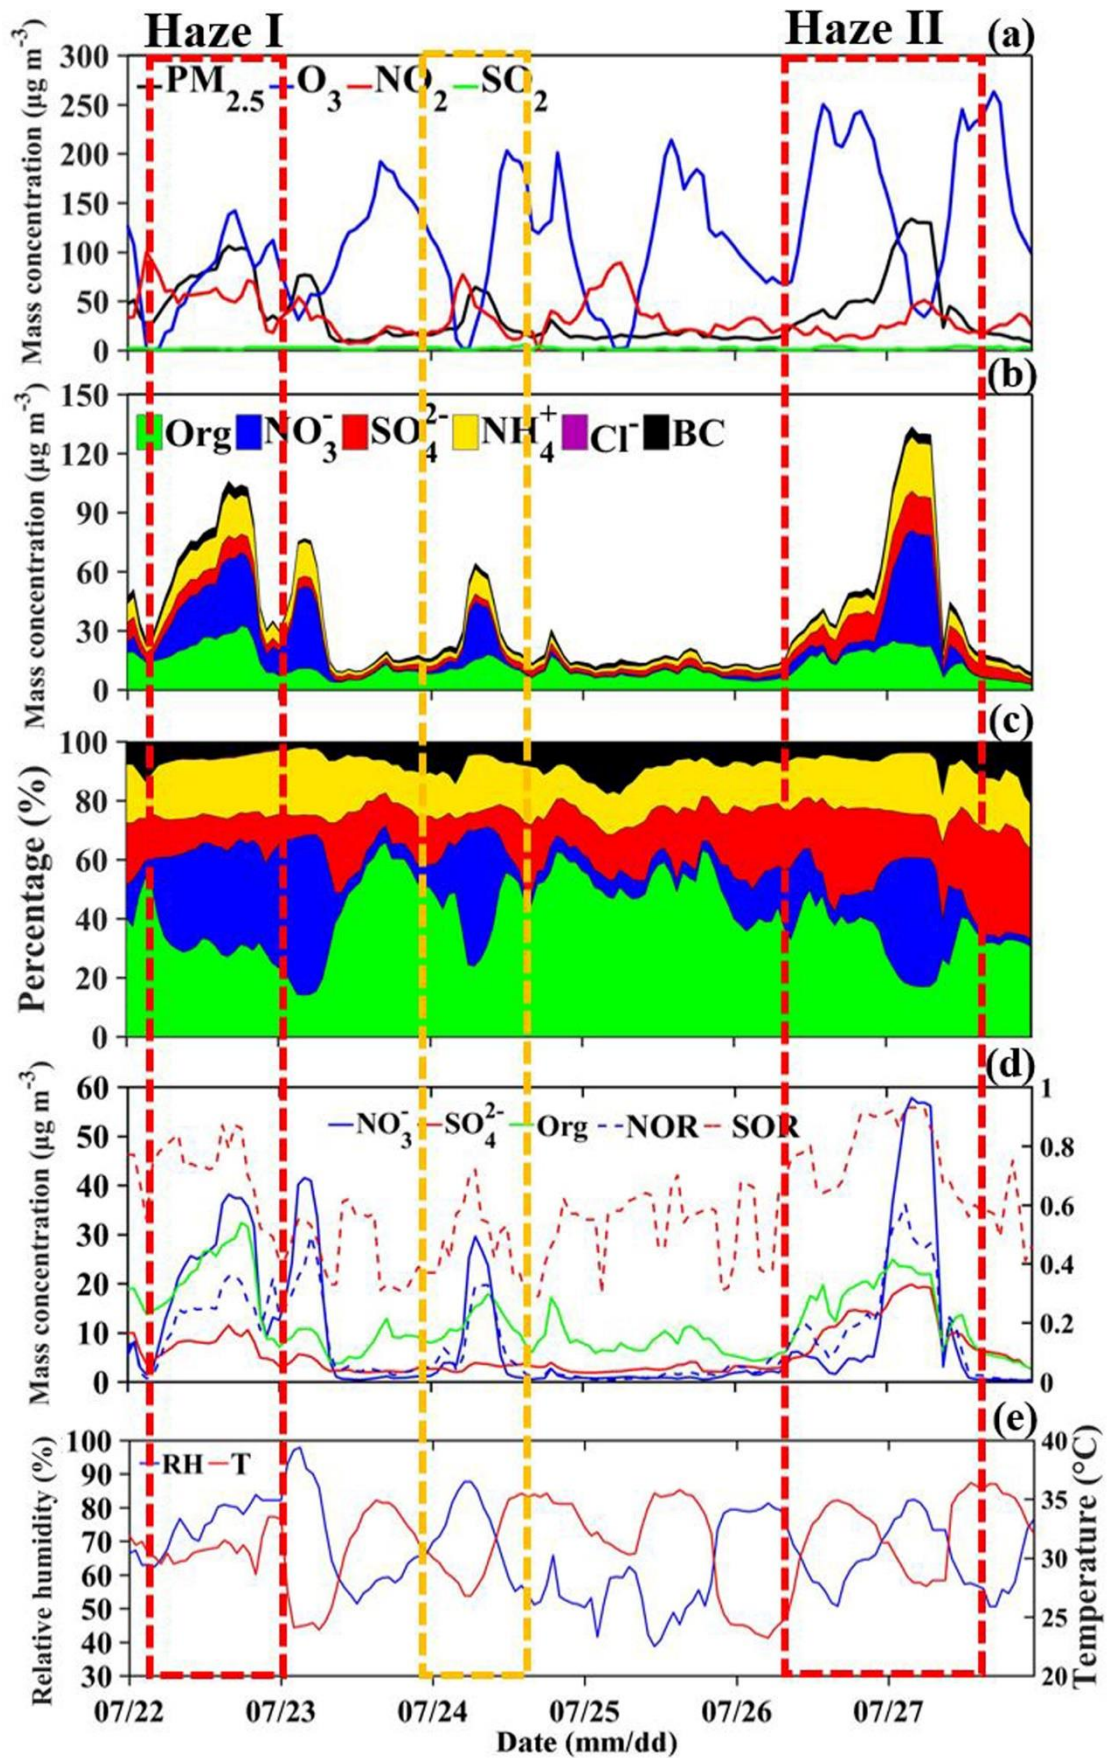 Haze I Haze II (a)
Mass concentration (μg m-3)
300
250
200
150
100
50
0
PM2.5 O3 NO2 SO2
(b)
Mass concentration (μg m-3)
150
120
90
60
30
0
Org NO3- SO42- NH4+ Cl- BC
(c)
Percentage (%)
100
80
60
40
20
0
(d)
Mass concentration (μg m-3)
60
50
40
30
20
10
0
NO3- SO42- Org NOR SOR
1
0.8
0.6
0.4
0.2
0
(e)
Relative humidity (%)
100
90
80
70
60
50
40
30
RH T
40
35
30
25
20
Temperature (°C)
07/22 07/23 07/24 07/25 07/26 07/27
Date (mm/dd)